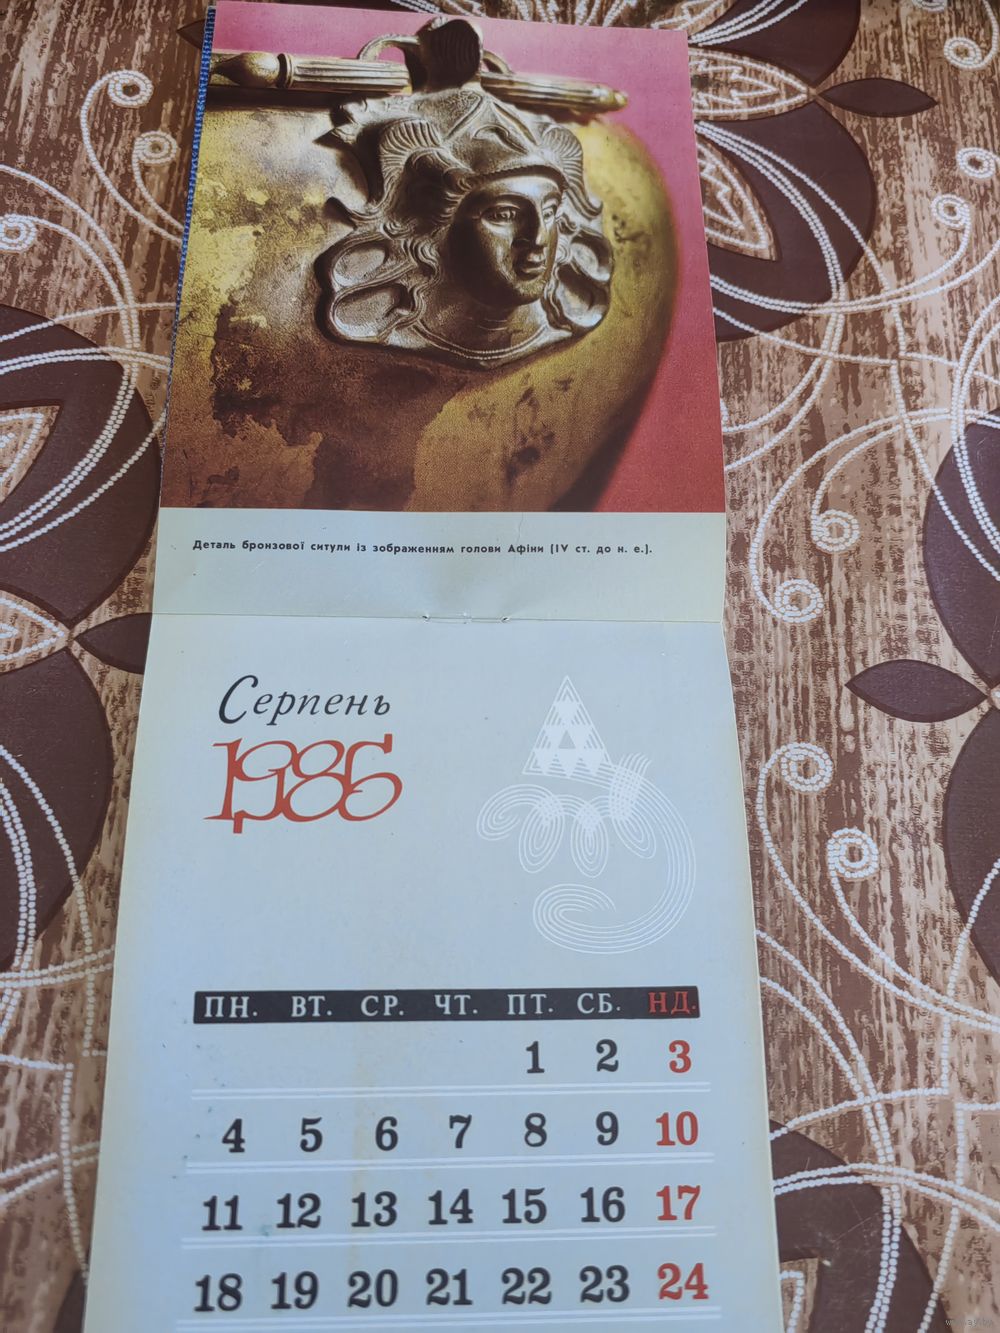 Деталь бронзової ситули із зображенням голови Афіни (IV ст. до н. е.).
Серпень
1986
ПН. ВТ. СР. ЧТ. ПТ. СБ. НД.
1 2 3
4 5 6 7 8 9 10
11 12 13 14 15 16 17
18 19 20 21 22 23 24